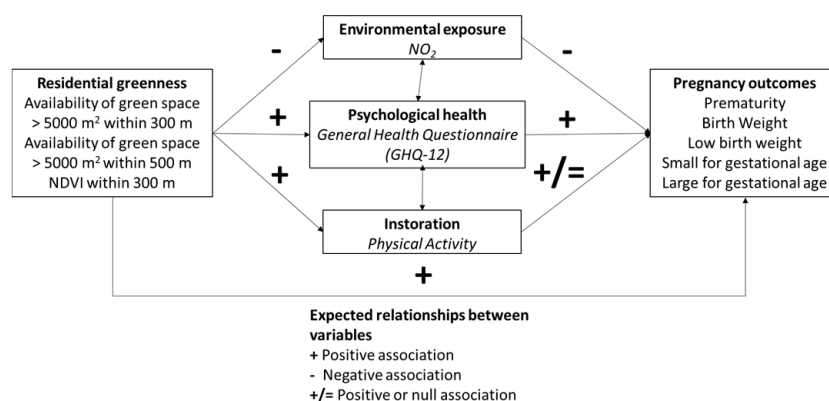 Environmental exposure
NO₂
-
-
Residential greenness
Availability of green space
> 5000 m² within 300 m
Availability of green space
> 5000 m² within 500 m
NDVI within 300 m
+
Psychological health
General Health Questionnaire
(GHQ-12)
+
Pregnancy outcomes
Prematurity
Birth Weight
Low birth weight
Small for gestational age
Large for gestational age
+
+/=
Instoration
Physical Activity
+
Expected relationships between
variables
+ Positive association
- Negative association
+/= Positive or null association